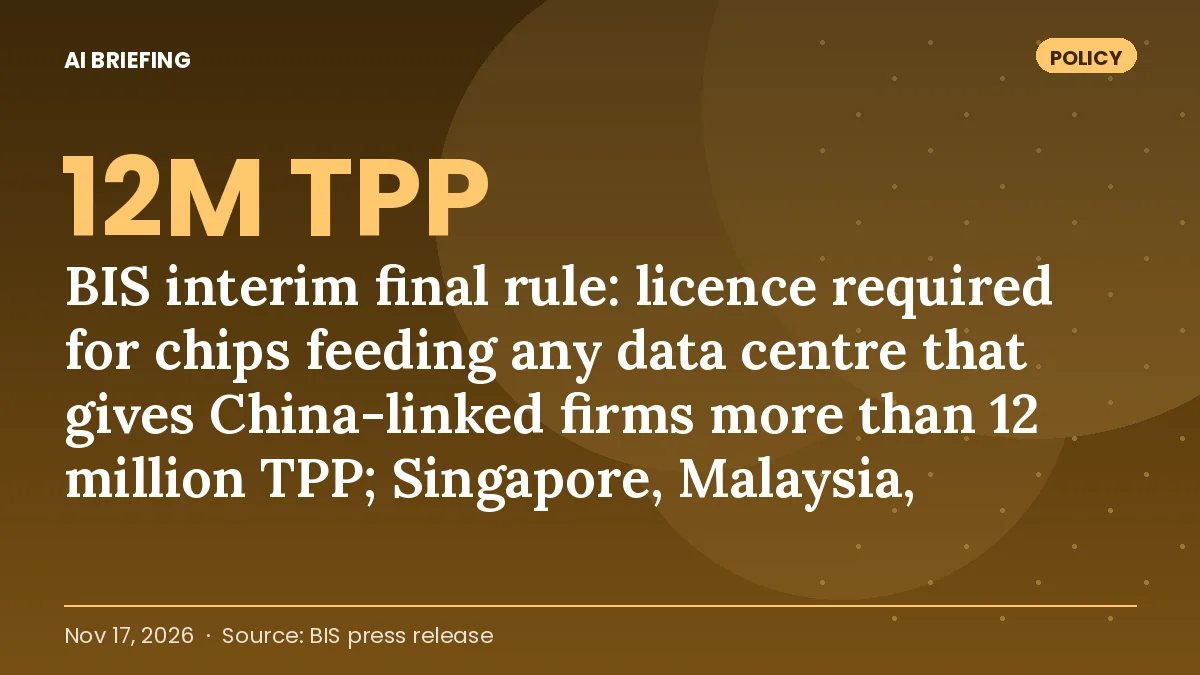 AI BRIEFING
POLICY
12M TPP
BIS interim final rule: licence required
for chips feeding any data centre that
gives China-linked firms more than 12
million TPP; Singapore, Malaysia,
Nov 17, 2026 · Source: BIS press release